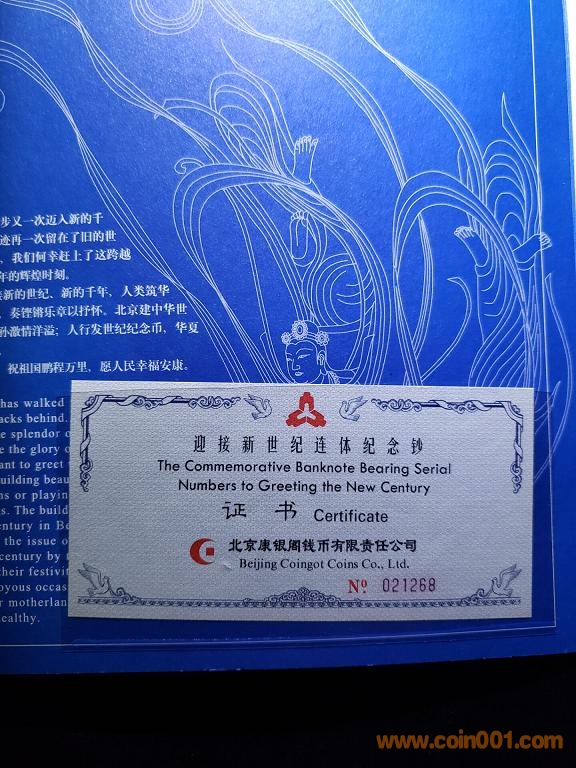 步又一次迈入新的千
迹再一次留在了旧的世
，我们何幸赶上了这跨越
年的辉煌时刻。
新的世纪、新的千年，人类筑华
，奏铿锵乐章以抒怀。北京建中华世
孙激情洋溢；人行发世纪纪念币，华夏
祝祖国鹏程万里，愿人民幸福安康。
has walked
acks behind.
e splendor o
e the glory o
ant to greet
building beau
ns or playin
s. The build
entury in Be
the issue o
century by
their festivit
oyous occas
r motherland
healthy.
迎接新世纪连体纪念钞
The Commemorative Banknote Bearing Serial
Numbers to Greeting the New Century
证 书 Certificate
北京康银阁钱币有限责任公司
Beijing Coingot Coins Co., Ltd.
Nº 021268
www.coin001.com